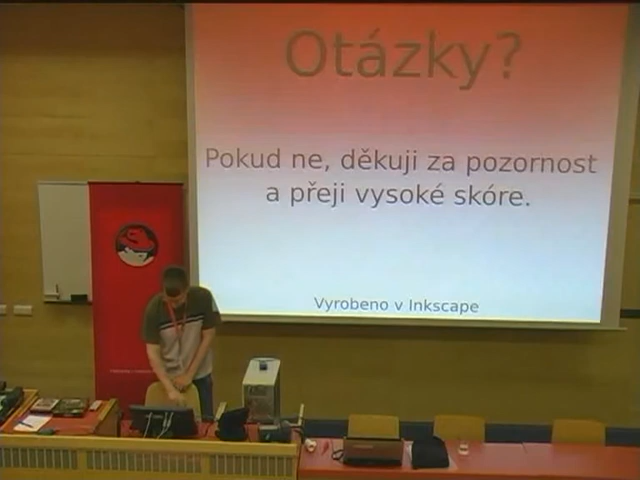 Otázky?
Pokud ne, děkuji za pozornost
a přeji vysoké skóre.
Vyrobeno v Inkscape